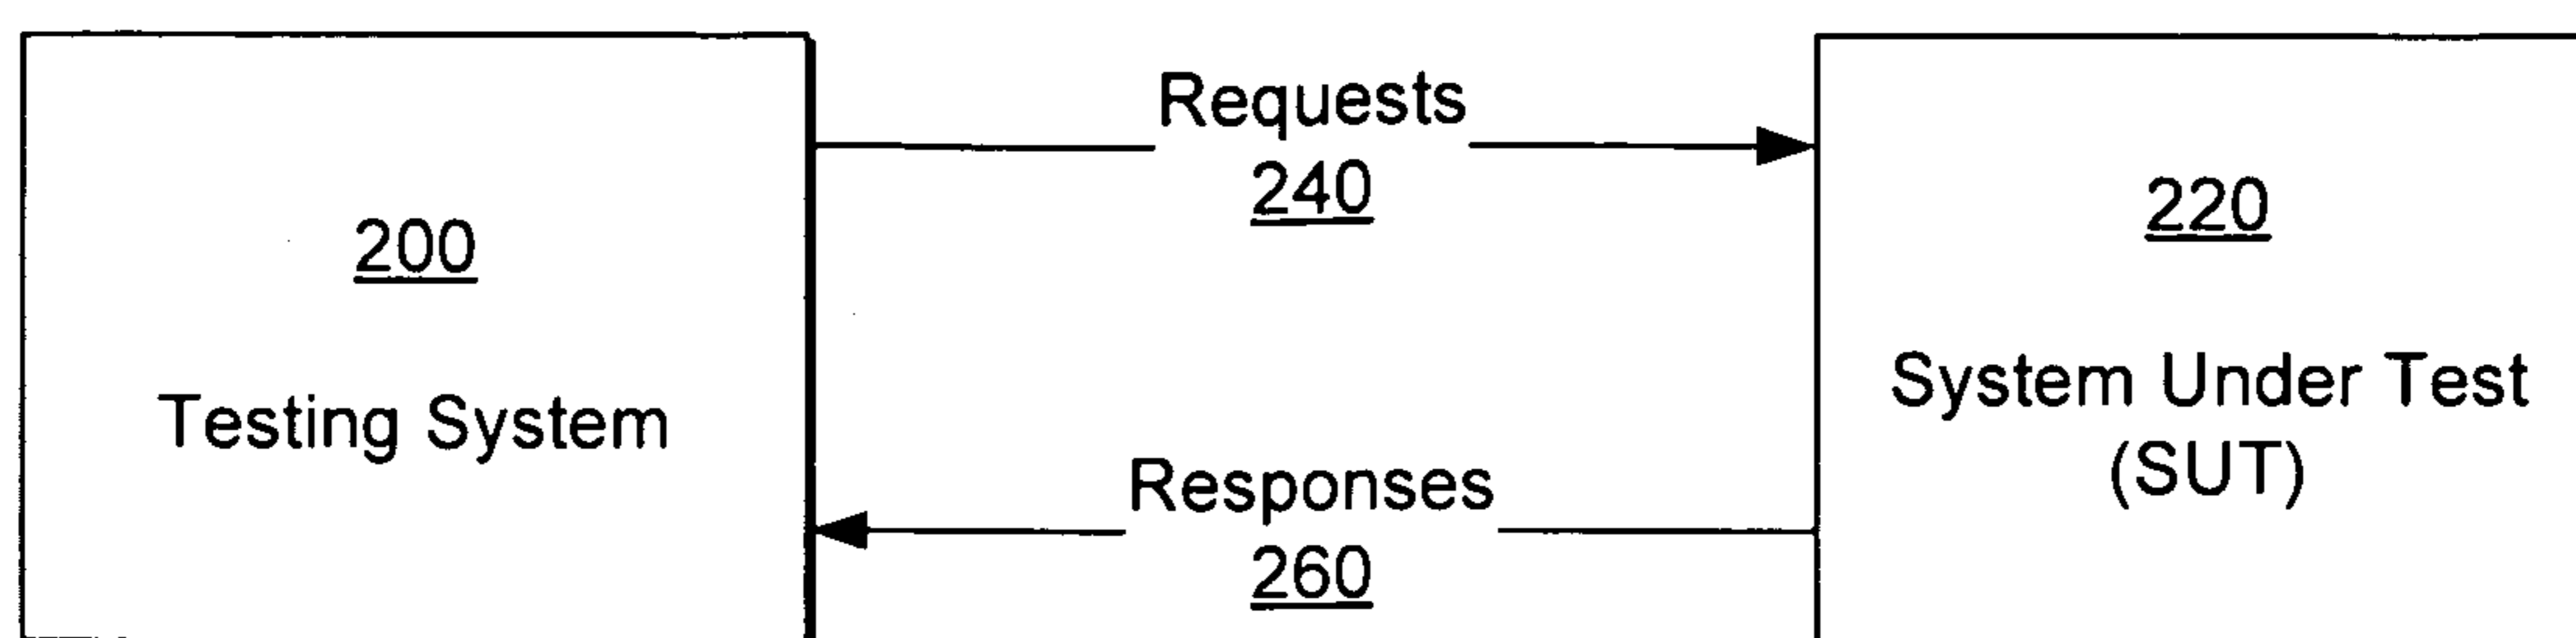 200
Testing System
Requests
240
Responses
260
220
System Under Test
(SUT)